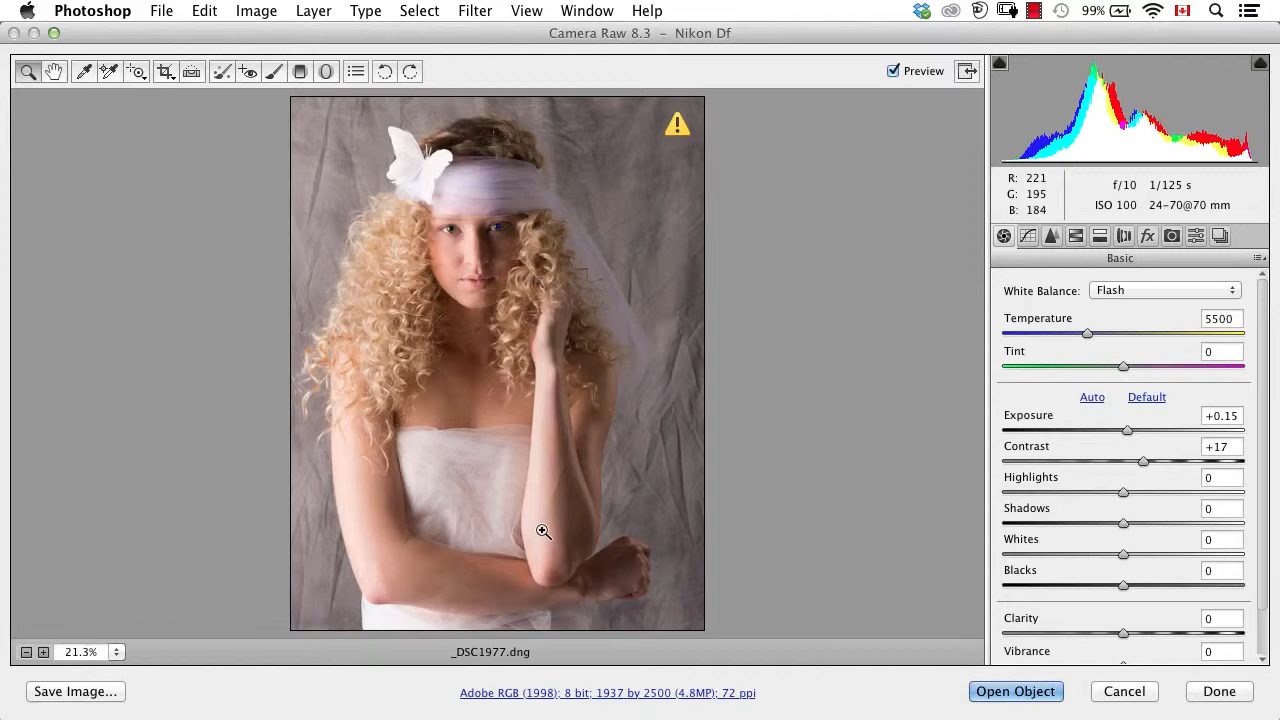 Photoshop File Edit Image Layer Type Select Filter View Window Help 99%
Camera Raw 8.3 – Nikon Df
Preview
R: 221
G: 195
B: 184
f/10 1/125 s
ISO 100 24-70@70 mm
fx
Basic
White Balance: Flash
Temperature 5500
Tint 0
Auto Default
Exposure +0.15
Contrast +17
Highlights 0
Shadows 0
Whites 0
Blacks 0
Clarity 0
Vibrance 0
21.3% _DSC1977.dng
Save Image... Adobe RGB (1998); 8 bit; 1937 by 2500 (4.8MP); 72 ppi Open Object Cancel Done